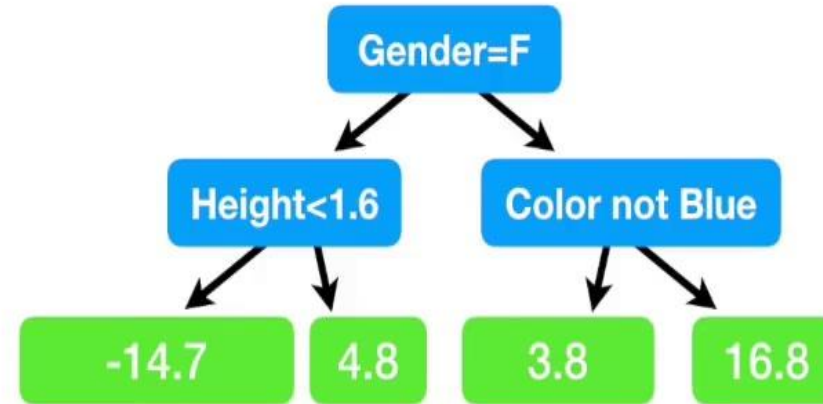 Gender=F
Height<1.6
Color not Blue
-14.7
4.8
3.8
16.8